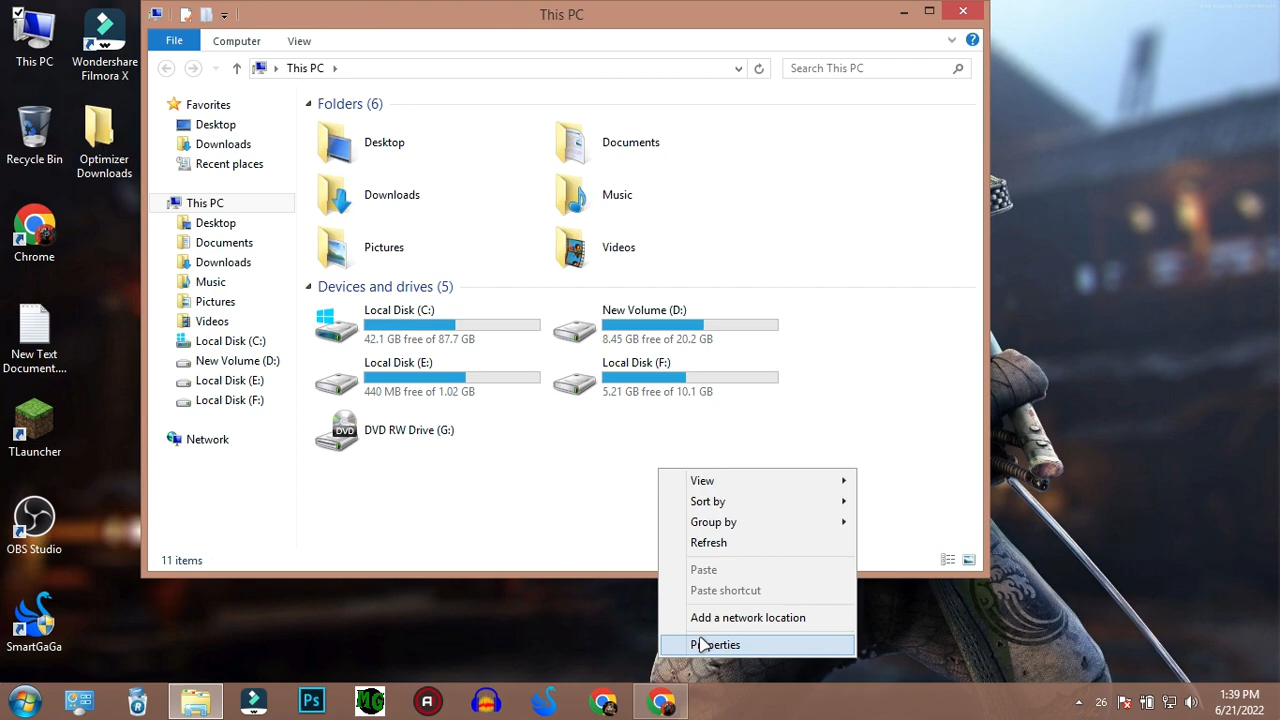 This PC
File
Computer
View
This PC
Search This PC
This PC
Wondershare
Filmora X
Recycle Bin
Optimizer
Downloads
Chrome
New Text
Document....
TLauncher
OBS Studio
SmartGaGa
Favorites
Desktop
Downloads
Recent places
This PC
Desktop
Documents
Downloads
Music
Pictures
Videos
Local Disk (C:)
New Volume (D:)
Local Disk (E:)
Local Disk (F:)
Network
Folders (6)
Desktop
Documents
Downloads
Music
Pictures
Videos
Devices and drives (5)
Local Disk (C:)
42.1 GB free of 87.7 GB
New Volume (D:)
8.45 GB free of 20.2 GB
Local Disk (E:)
440 MB free of 1.02 GB
Local Disk (F:)
5.21 GB free of 10.1 GB
DVD
DVD RW Drive (G:)
View
Sort by
Group by
Refresh
Paste
Paste shortcut
Add a network location
Properties
11 items
Ps
MG
26
1:39 PM
6/21/2022